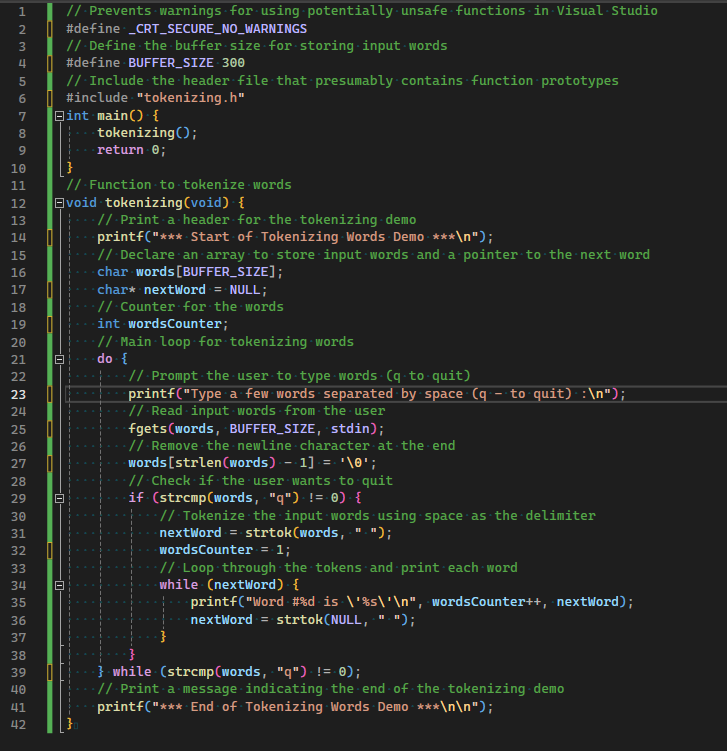 1 // Prevents warnings for using potentially unsafe functions in Visual Studio
2 #define _CRT_SECURE_NO_WARNINGS
3 // Define the buffer size for storing input words
4 #define BUFFER_SIZE 300
5 // Include the header file that presumably contains function prototypes
6 #include "tokenizing.h"
7 int main() {
8     tokenizing();
9     return 0;
10 }
11 // Function to tokenize words
12 void tokenizing(void) {
13     // Print a header for the tokenizing demo
14     printf("*** Start of Tokenizing Words Demo ***\n");
15     // Declare an array to store input words and a pointer to the next word
16     char words[BUFFER_SIZE];
17     char* nextWord = NULL;
18     // Counter for the words
19     int wordsCounter;
20     // Main loop for tokenizing words
21     do {
22         // Prompt the user to type words (q to quit)
23         printf("Type a few words separated by space (q - to quit) :\n");
24         // Read input words from the user
25         fgets(words, BUFFER_SIZE, stdin);
26         // Remove the newline character at the end
27         words[strlen(words) - 1] = '\0';
28         // Check if the user wants to quit
29         if (strcmp(words, "q") != 0) {
30             // Tokenize the input words using space as the delimiter
31             nextWord = strtok(words, " ");
32             wordsCounter = 1;
33             // Loop through the tokens and print each word
34             while (nextWord) {
35                 printf("Word #%d is \'%s\'\n", wordsCounter++, nextWord);
36                 nextWord = strtok(NULL, " ");
37             }
38         }
39     } while (strcmp(words, "q") != 0);
40     // Print a message indicating the end of the tokenizing demo
41     printf("*** End of Tokenizing Words Demo ***\n\n");
42 }